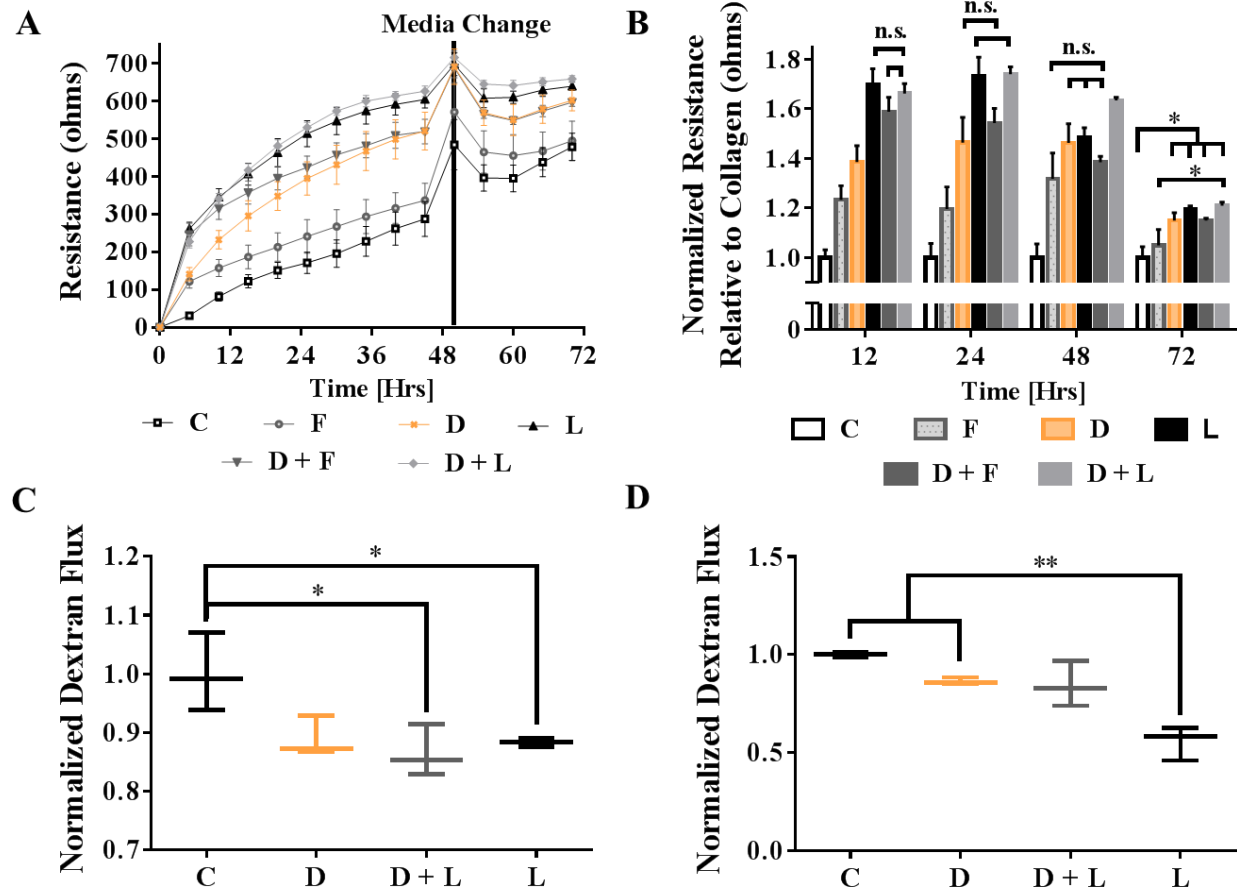 A
Media Change
Resistance (ohms)
700
600
500
400
300
200
100
0
0 12 24 36 48 60 72
Time [Hrs]
C F D L
D + F D + L
B
Normalized Resistance
Relative to Collagen (ohms)
1.8
1.6
1.4
1.2
1.0
0
n.s.
n.s.
n.s.
*
*
12 24 48 72
Time [Hrs]
C F D L
D + F D + L
C
Normalized Dextran Flux
1.2
1.1
1.0
0.9
0.8
0.7
*
*
C D D + L L
D
Normalized Dextran Flux
1.5
1.0
0.5
0.0
**
C D D + L L